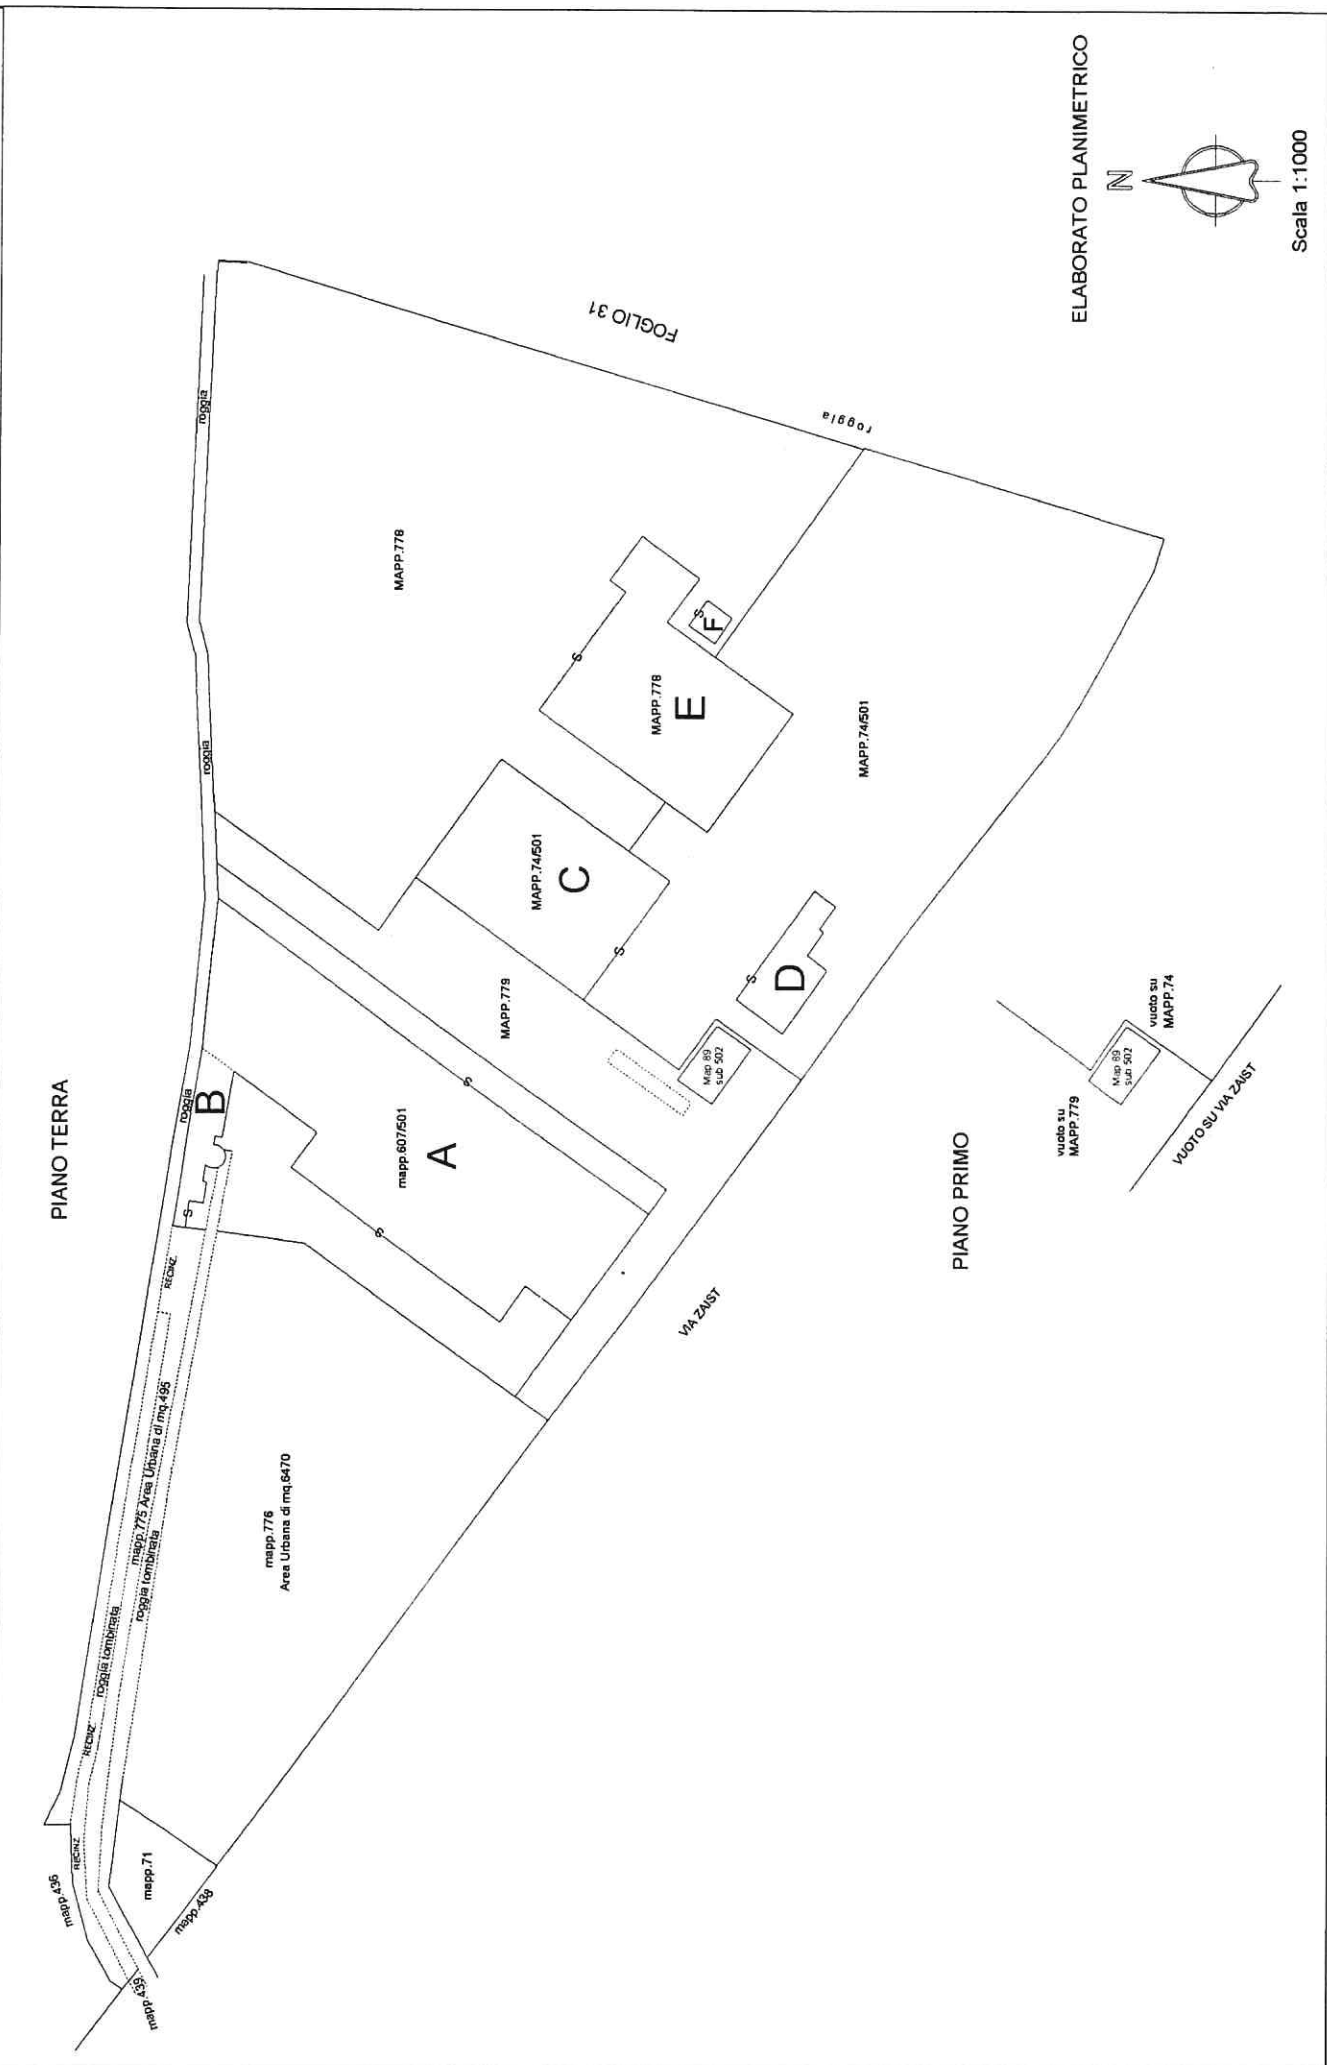 PIANO TERRA
mapp.436
mapp.439
mapp.438
mapp.71
RECINZ.
RECINZ.
roggia tombinata
mapp.775 Area Urbana di mq.495
roggia tombinata
RECINZ.
mapp.776
Area Urbana di mq.6470
roggia
B
S
mapp.607/501
A
S
S
VIA ZAIST
roggia
roggia
MAPP.779
MAPP.74/501
C
S
Map 89
sub 502
S
D
MAPP.778
S
MAPP.778
E
S
F
MAPP.74/501
FOGLIO 31
roggia
PIANO PRIMO
vuoto su
MAPP.779
Map 89
sub 502
vuoto su
MAPP.74
VUOTO SU VIA ZAIST
ELABORATO PLANIMETRICO
N
Scala 1:1000